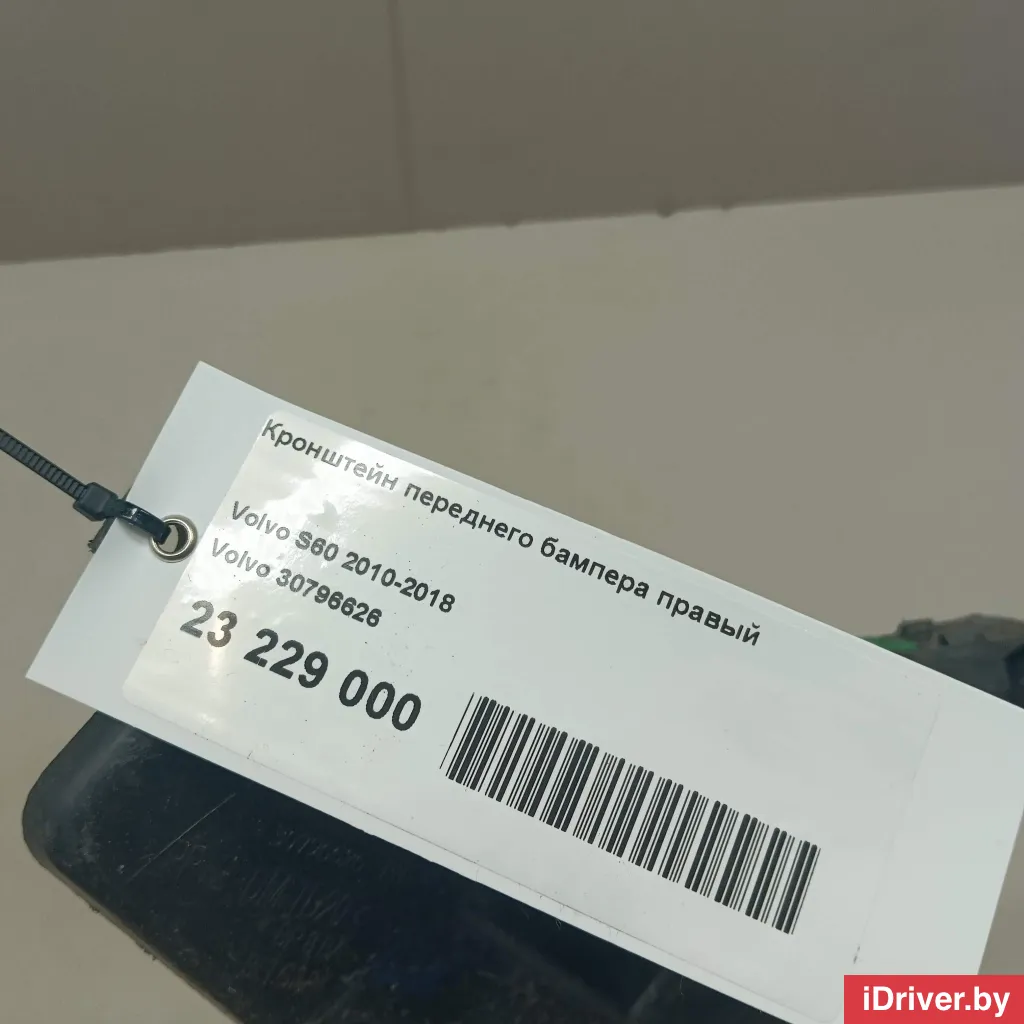 Кронштейн переднего бампера правый
Volvo S60 2010-2018
Volvo 30796626
23 229 000
iDriver.by